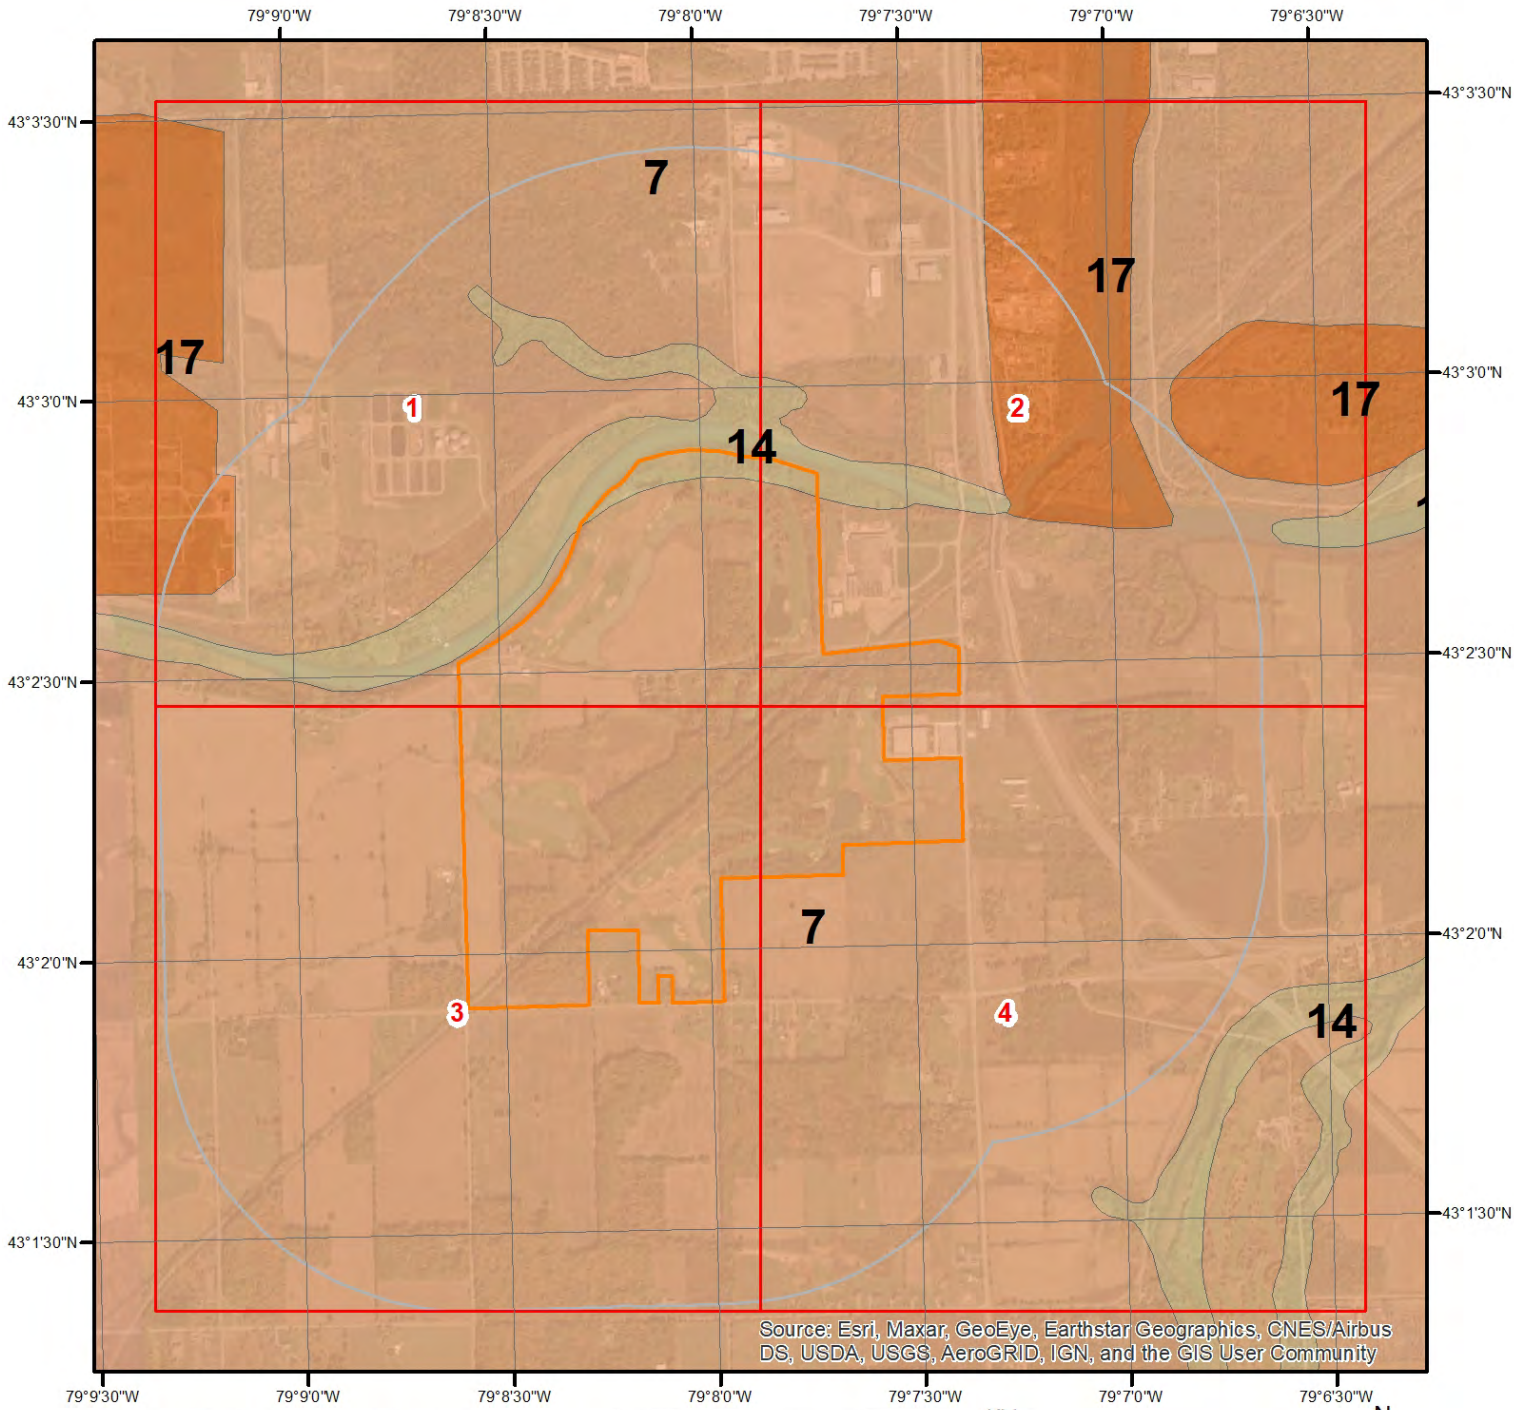 79°9'0"W 79°8'30"W 79°8'0"W 79°7'30"W 79°7'0"W 79°6'30"W
43°3'30"N 43°3'30"N
7
17
17
43°3'0"N 43°3'0"N
17
1
2
14
43°2'30"N 43°2'30"N
7
43°2'0"N 43°2'0"N
3
4
14
43°1'30"N 43°1'30"N
Source: Esri, Maxar, GeoEye, Earthstar Geographics, CNES/Airbus
DS, USDA, USGS, AeroGRID, IGN, and the GIS User Community
79°9'30"W 79°9'0"W 79°8'30"W 79°8'0"W 79°7'30"W 79°7'0"W 79°6'30"W